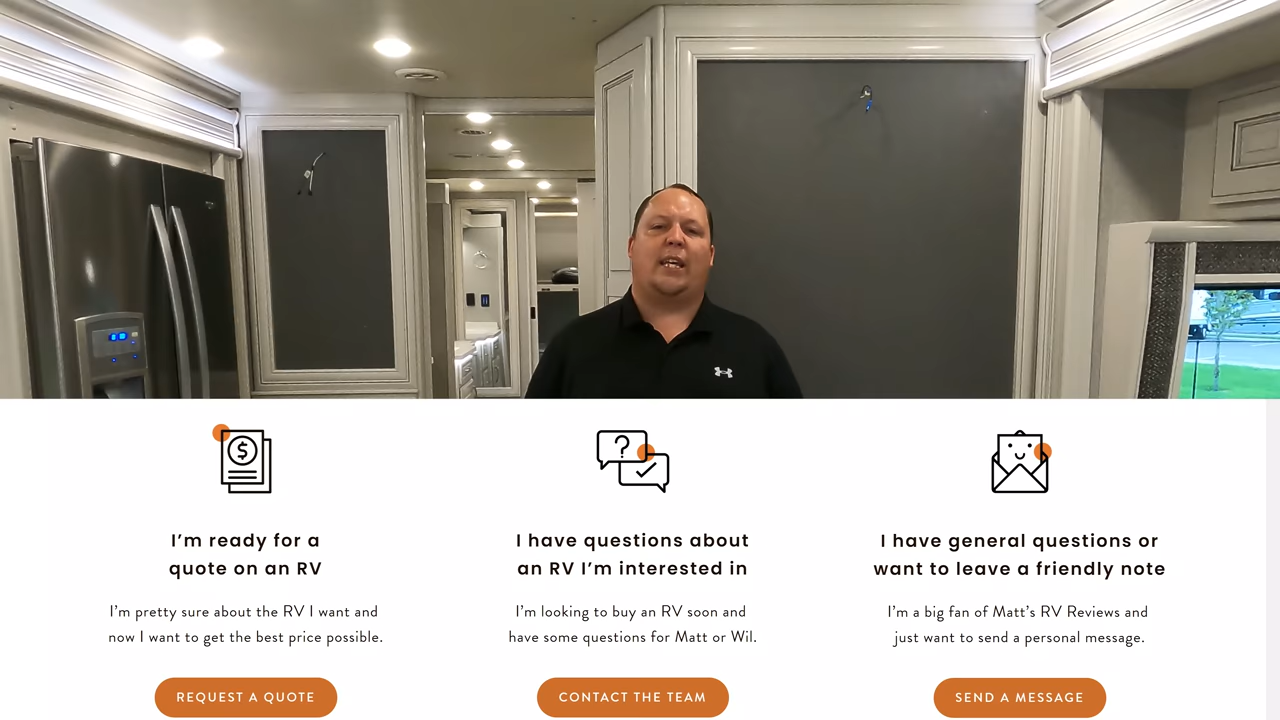 I'm ready for a
quote on an RV
I'm pretty sure about the RV I want and
now I want to get the best price possible.
REQUEST A QUOTE
I have questions about
an RV I'm interested in
I'm looking to buy an RV soon and
have some questions for Matt or Wil.
CONTACT THE TEAM
I have general questions or
want to leave a friendly note
I'm a big fan of Matt's RV Reviews and
just want to send a personal message.
SEND A MESSAGE